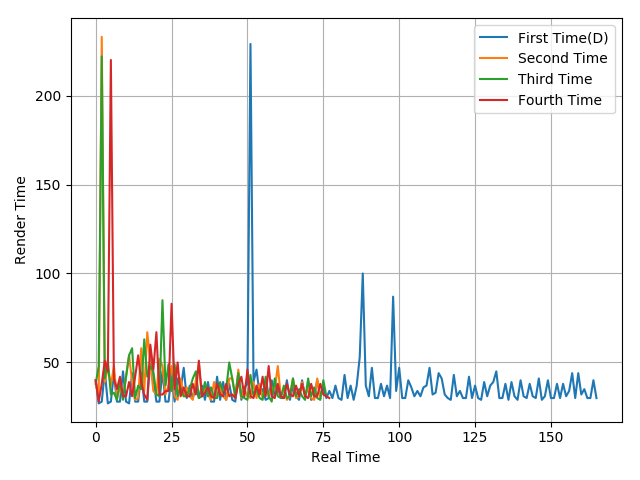 First Time(D)
Second Time
Third Time
Fourth Time
Render Time
200
150
100
50
0
25
50
75
100
125
150
Real Time